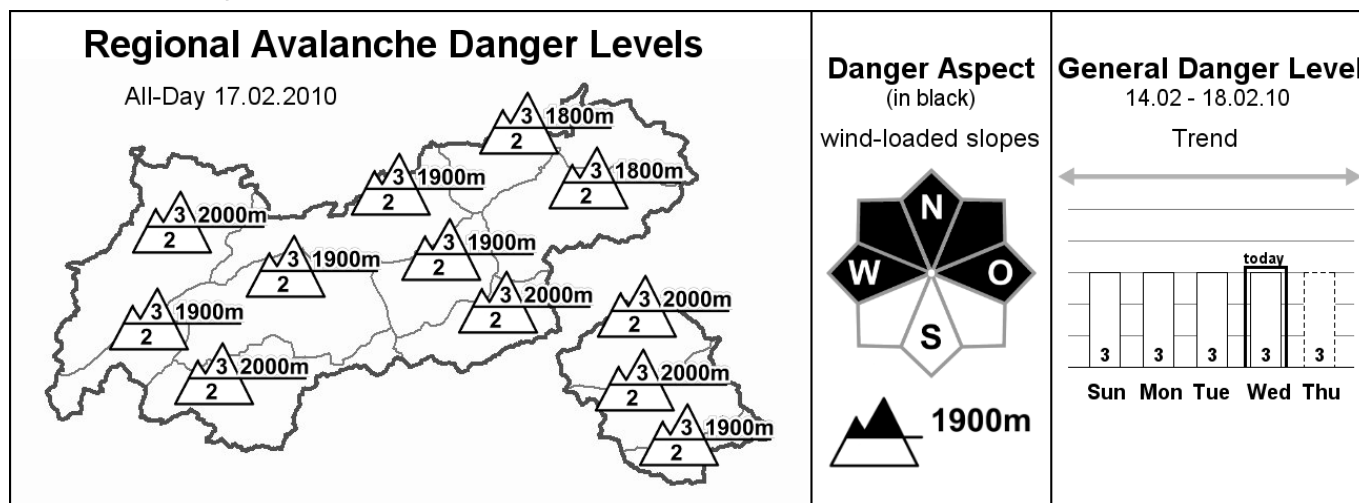 Regional Avalanche Danger Levels
All-Day 17.02.2010
3 1800m
2
3 1800m
2
3 1900m
2
3 2000m
2
3 1900m
2
3 1900m
2
3 2000m
2
3 2000m
2
3 1900m
2
3 2000m
2
3 2000m
2
3 1900m
2
Danger Aspect
(in black)
wind-loaded slopes
N
W
O
S
1900m
General Danger Level
14.02 - 18.02.10
Trend
today
3 3 3 3 3
Sun Mon Tue Wed Thu